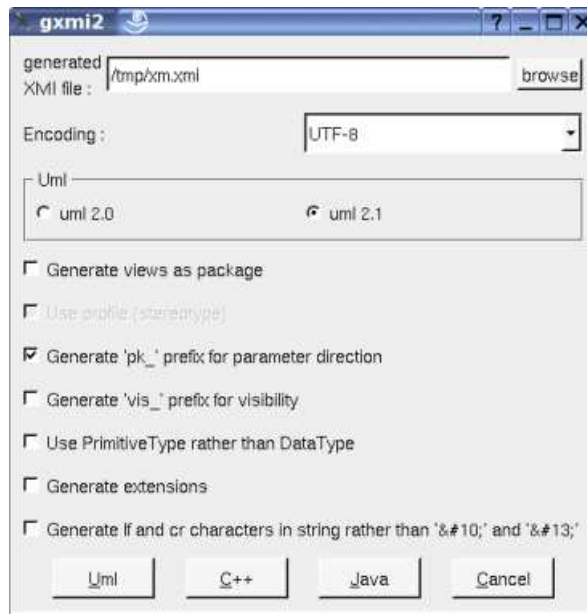 gxmi2
generated
XMI file :
/tmp/xm.xmi
browse
Encoding :
UTF-8
Uml
uml 2.0
uml 2.1
Generate views as package
Use profile (stereotype)
Generate 'pk_' prefix for parameter direction
Generate 'vis_' prefix for visibility
Use PrimitiveType rather than DataType
Generate extensions
Generate lf and cr characters in string rather than '&#10;' and '&#13;'
Uml
C++
Java
Cancel